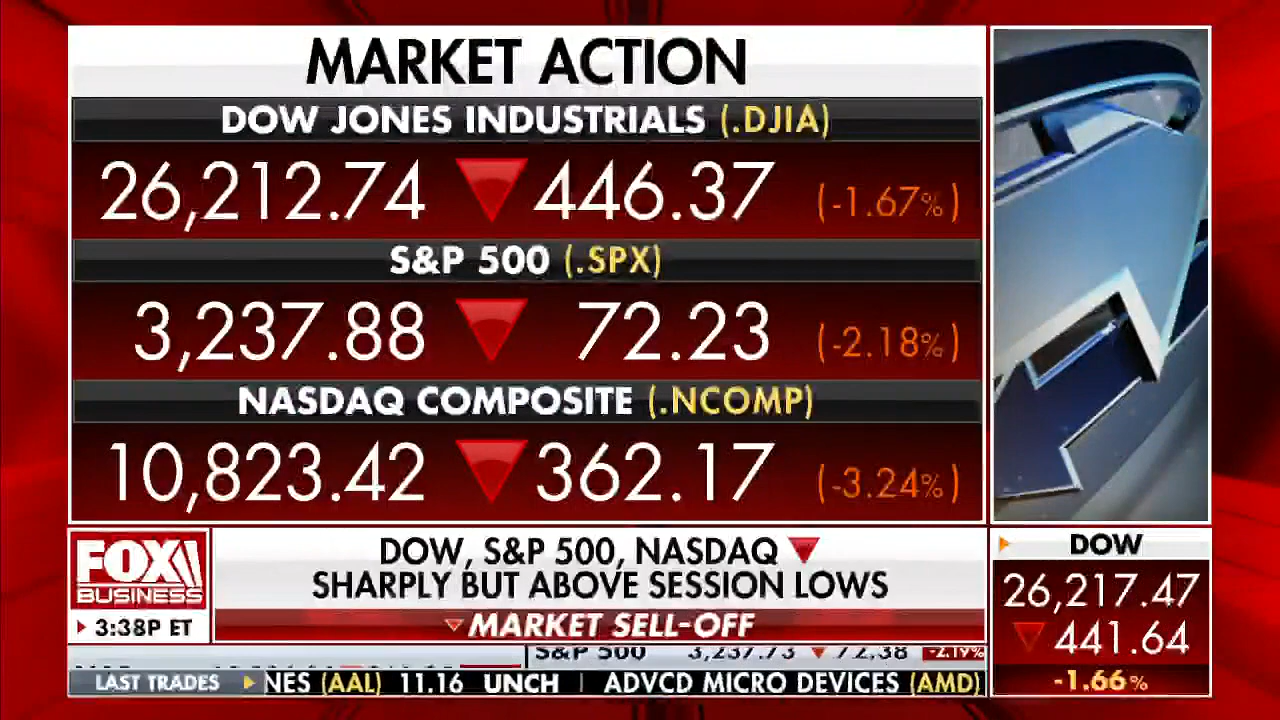 MARKET ACTION
DOW JONES INDUSTRIALS (.DJIA)
26,212.74 ▼ 446.37 (-1.67%)
S&P 500 (.SPX)
3,237.88 ▼ 72.23 (-2.18%)
NASDAQ COMPOSITE (.NCOMP)
10,823.42 ▼ 362.17 (-3.24%)
FOX
BUSINESS
3:38P ET
DOW, S&P 500, NASDAQ ▼
SHARPLY BUT ABOVE SESSION LOWS
MARKET SELL-OFF
DOW
26,217.47
▼ 441.64
-1.66%
S&P 500 3,237.73 ▼ 72.38 -2.19%
LAST TRADES NES (AAL) 11.16 UNCH | ADVCD MICRO DEVICES (AMD)